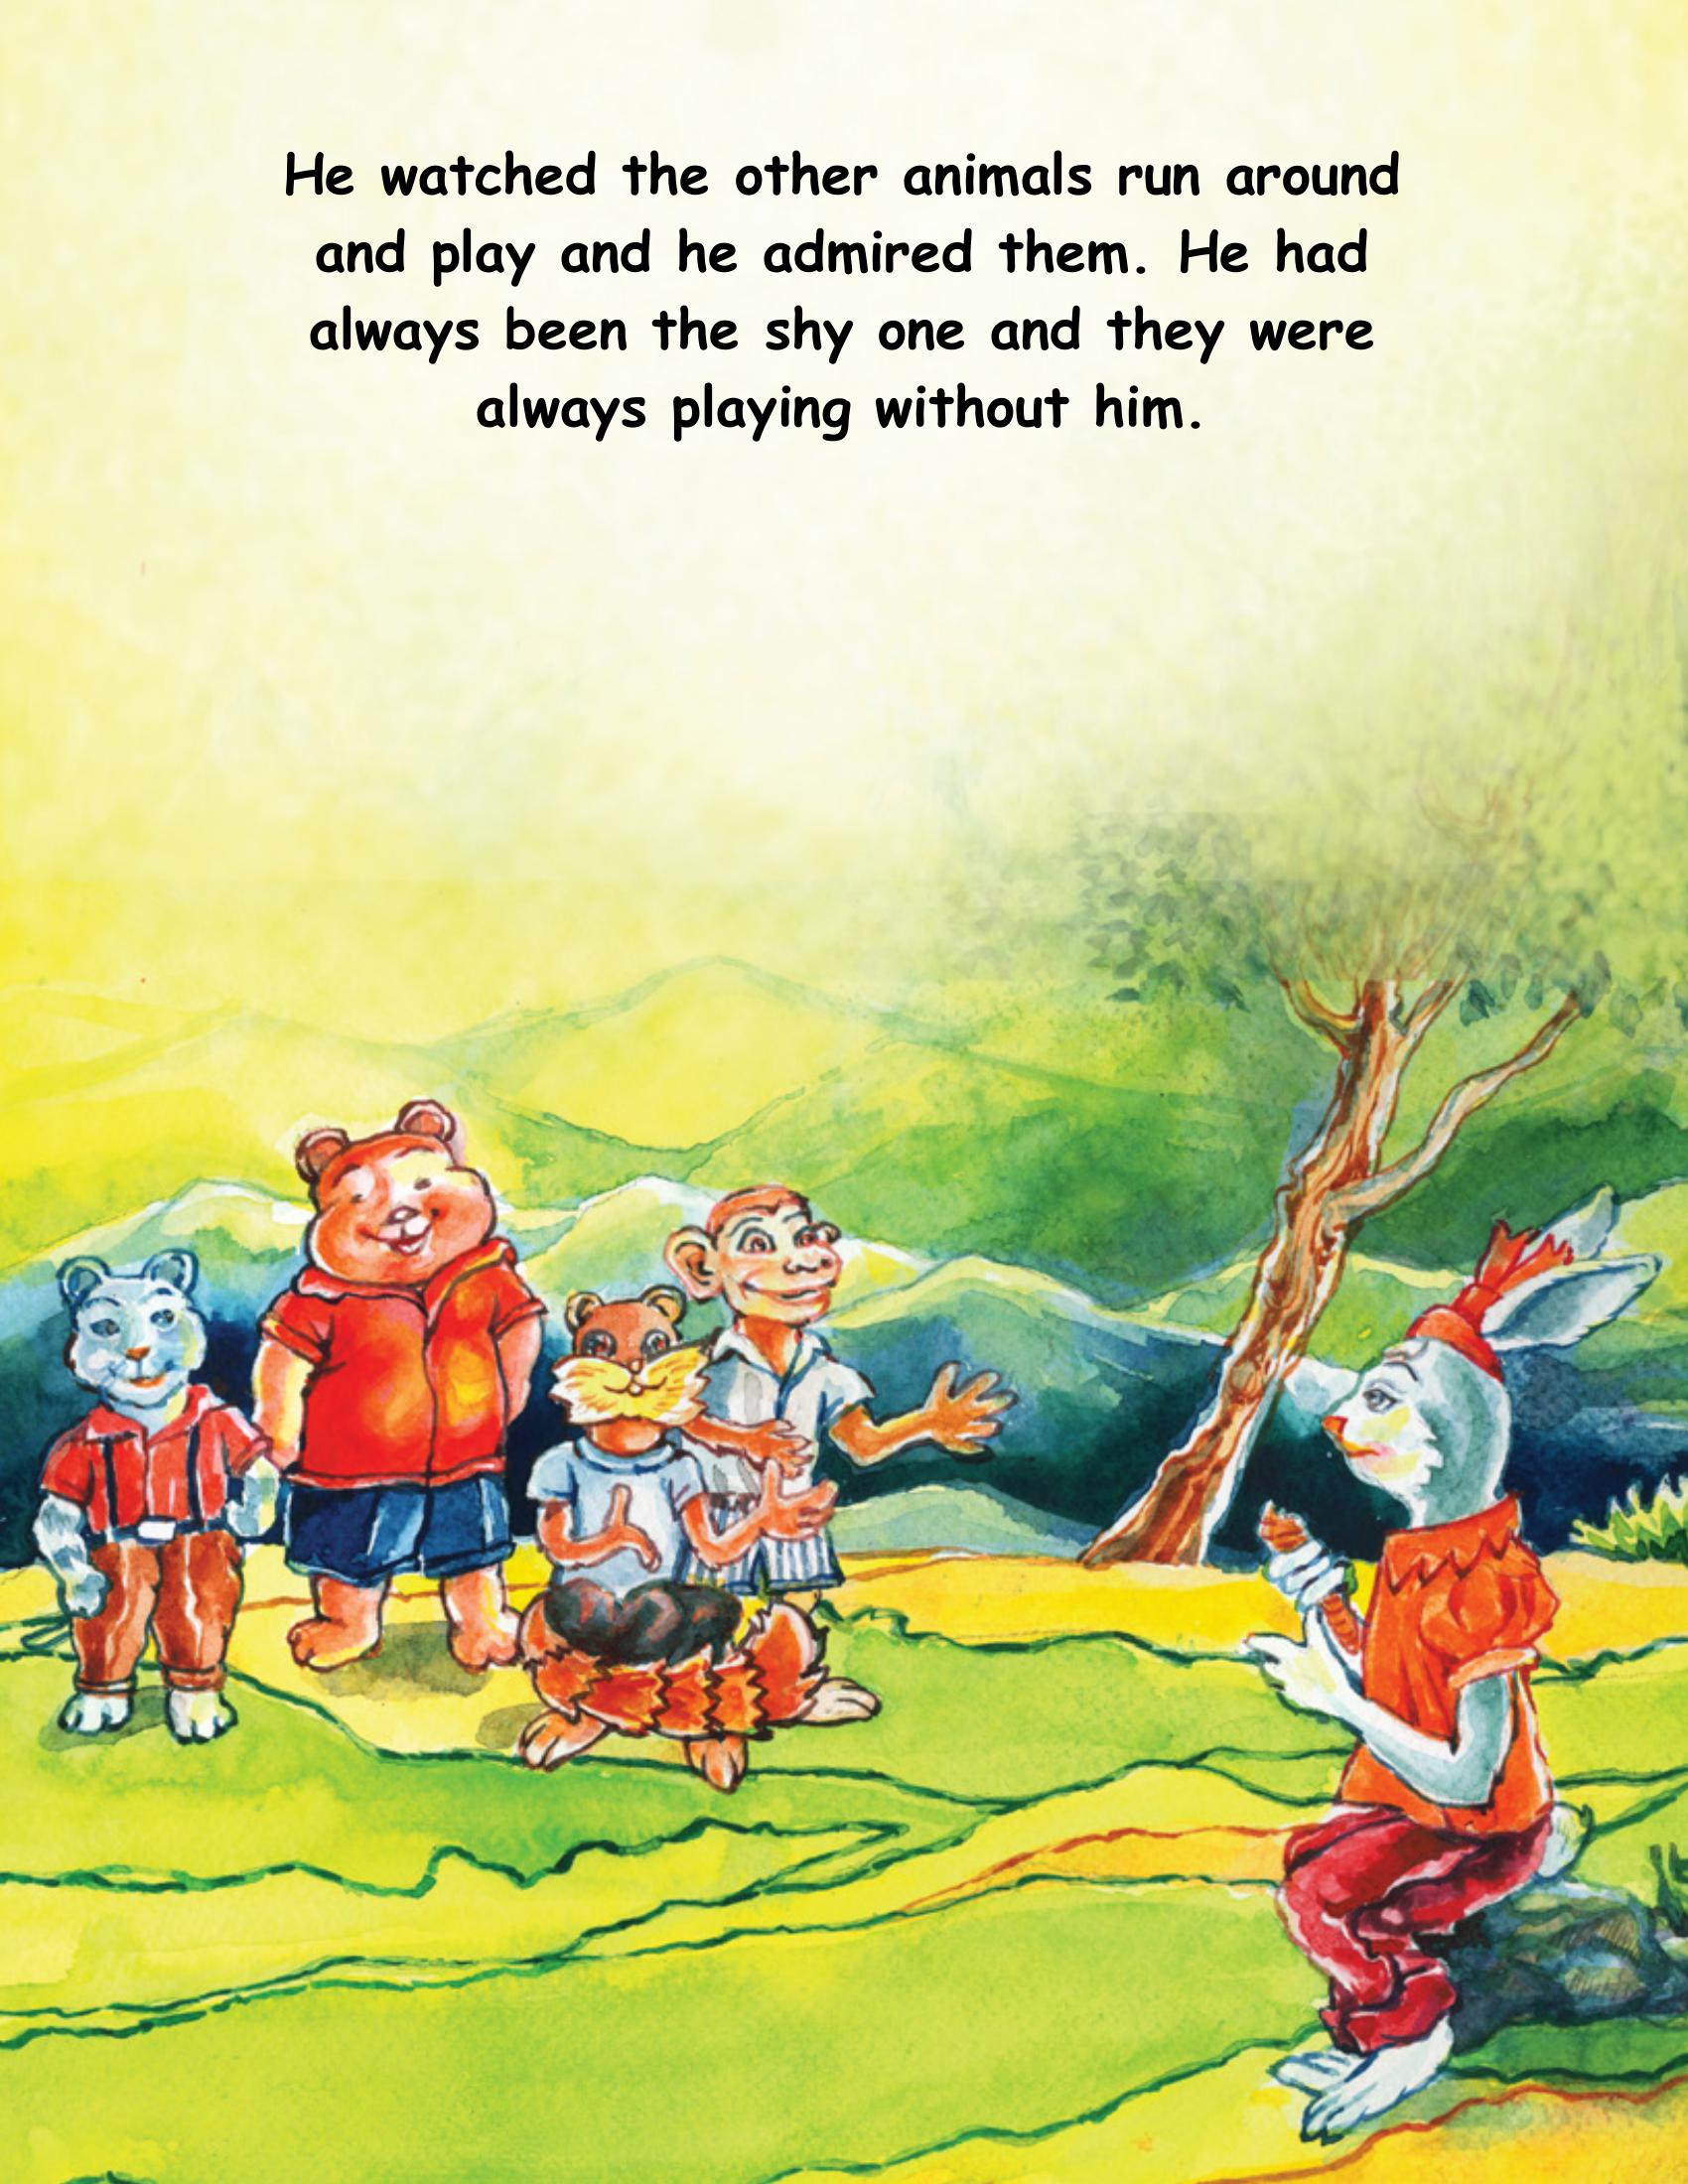 He watched the other animals run around
and play and he admired them. He had
always been the shy one and they were
always playing without him.